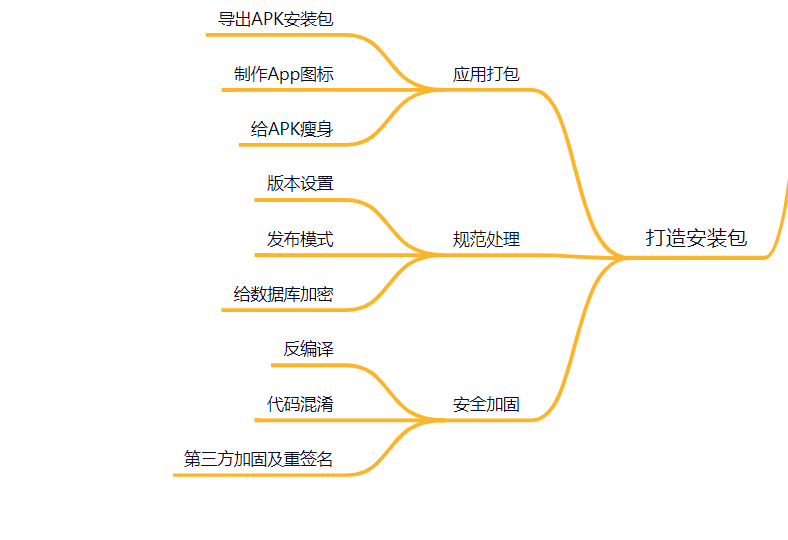 导出APK安装包
制作App图标
应用打包
给APK瘦身
版本设置
发布模式
规范处理
打造安装包
给数据库加密
反编译
代码混淆
安全加固
第三方加固及重签名